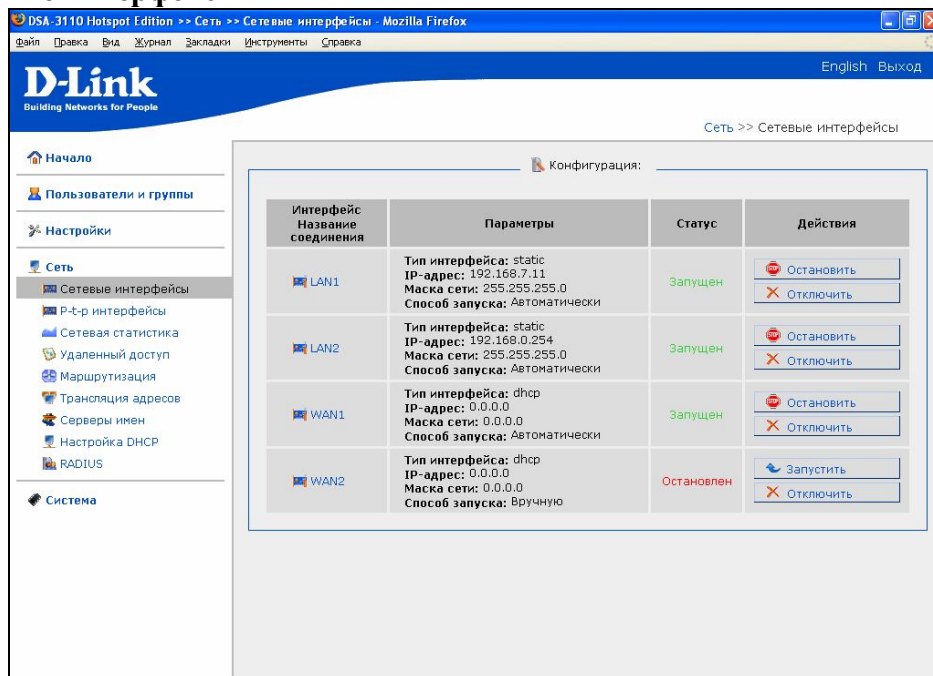 DSA-3110 Hotspot Edition >> Сеть >> Сетевые интерфейсы - Mozilla Firefox
Файл Правка Вид Журнал Закладки Инструменты Справка
D-Link
Building Networks for People
English Выход
Сеть >> Сетевые интерфейсы
Начало
Пользователи и группы
Настройки
Сеть
Сетевые интерфейсы
P-t-p интерфейсы
Сетевая статистика
Удаленный доступ
Маршрутизация
Трансляция адресов
Серверы имен
Настройка DHCP
RADIUS
Система
Конфигурация:
Интерфейс
Название
соединения
Параметры
Статус
Действия
LAN1
Тип интерфейса: static
IP-адрес: 192.168.7.11
Маска сети: 255.255.255.0
Способ запуска: Автоматически
Запущен
Остановить
Отключить
LAN2
Тип интерфейса: static
IP-адрес: 192.168.0.254
Маска сети: 255.255.255.0
Способ запуска: Автоматически
Запущен
Остановить
Отключить
WAN1
Тип интерфейса: dhcp
IP-адрес: 0.0.0.0
Маска сети: 0.0.0.0
Способ запуска: Автоматически
Запущен
Остановить
Отключить
WAN2
Тип интерфейса: dhcp
IP-адрес: 0.0.0.0
Маска сети: 0.0.0.0
Способ запуска: Вручную
Остановлен
Запустить
Отключить